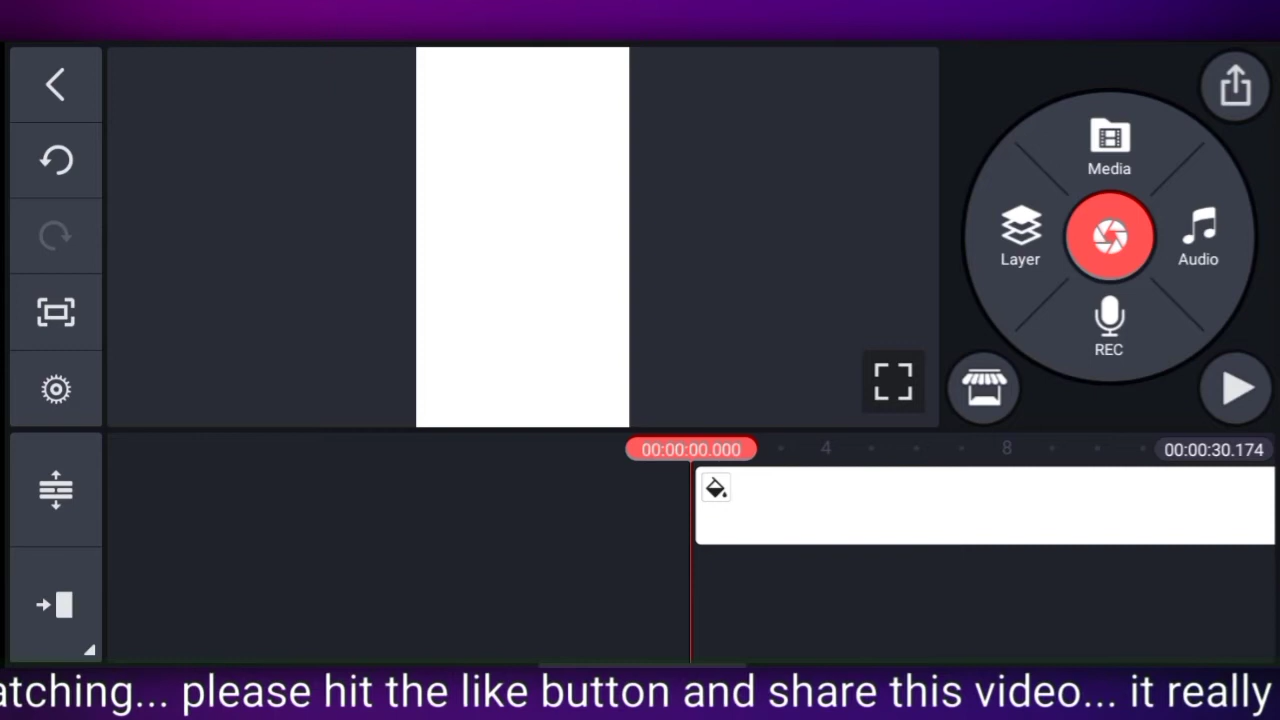 Media
Layer
Audio
REC
00:00:00.000
4
8
00:00:30.174
atching... please hit the like button and share this video... it really